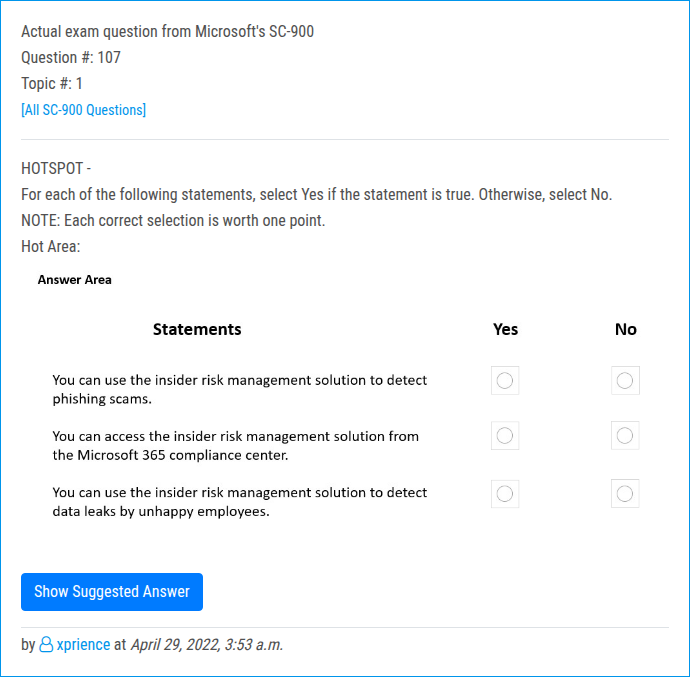 Actual exam question from Microsoft's SC-900
Question #: 107
Topic #: 1
[All SC-900 Questions]
HOTSPOT -
For each of the following statements, select Yes if the statement is true. Otherwise, select No.
NOTE: Each correct selection is worth one point.
Hot Area:
Answer Area
Statements Yes No
You can use the insider risk management solution to detect
phishing scams.
You can access the insider risk management solution from
the Microsoft 365 compliance center.
You can use the insider risk management solution to detect
data leaks by unhappy employees.
Show Suggested Answer
by xprience at April 29, 2022, 3:53 a.m.